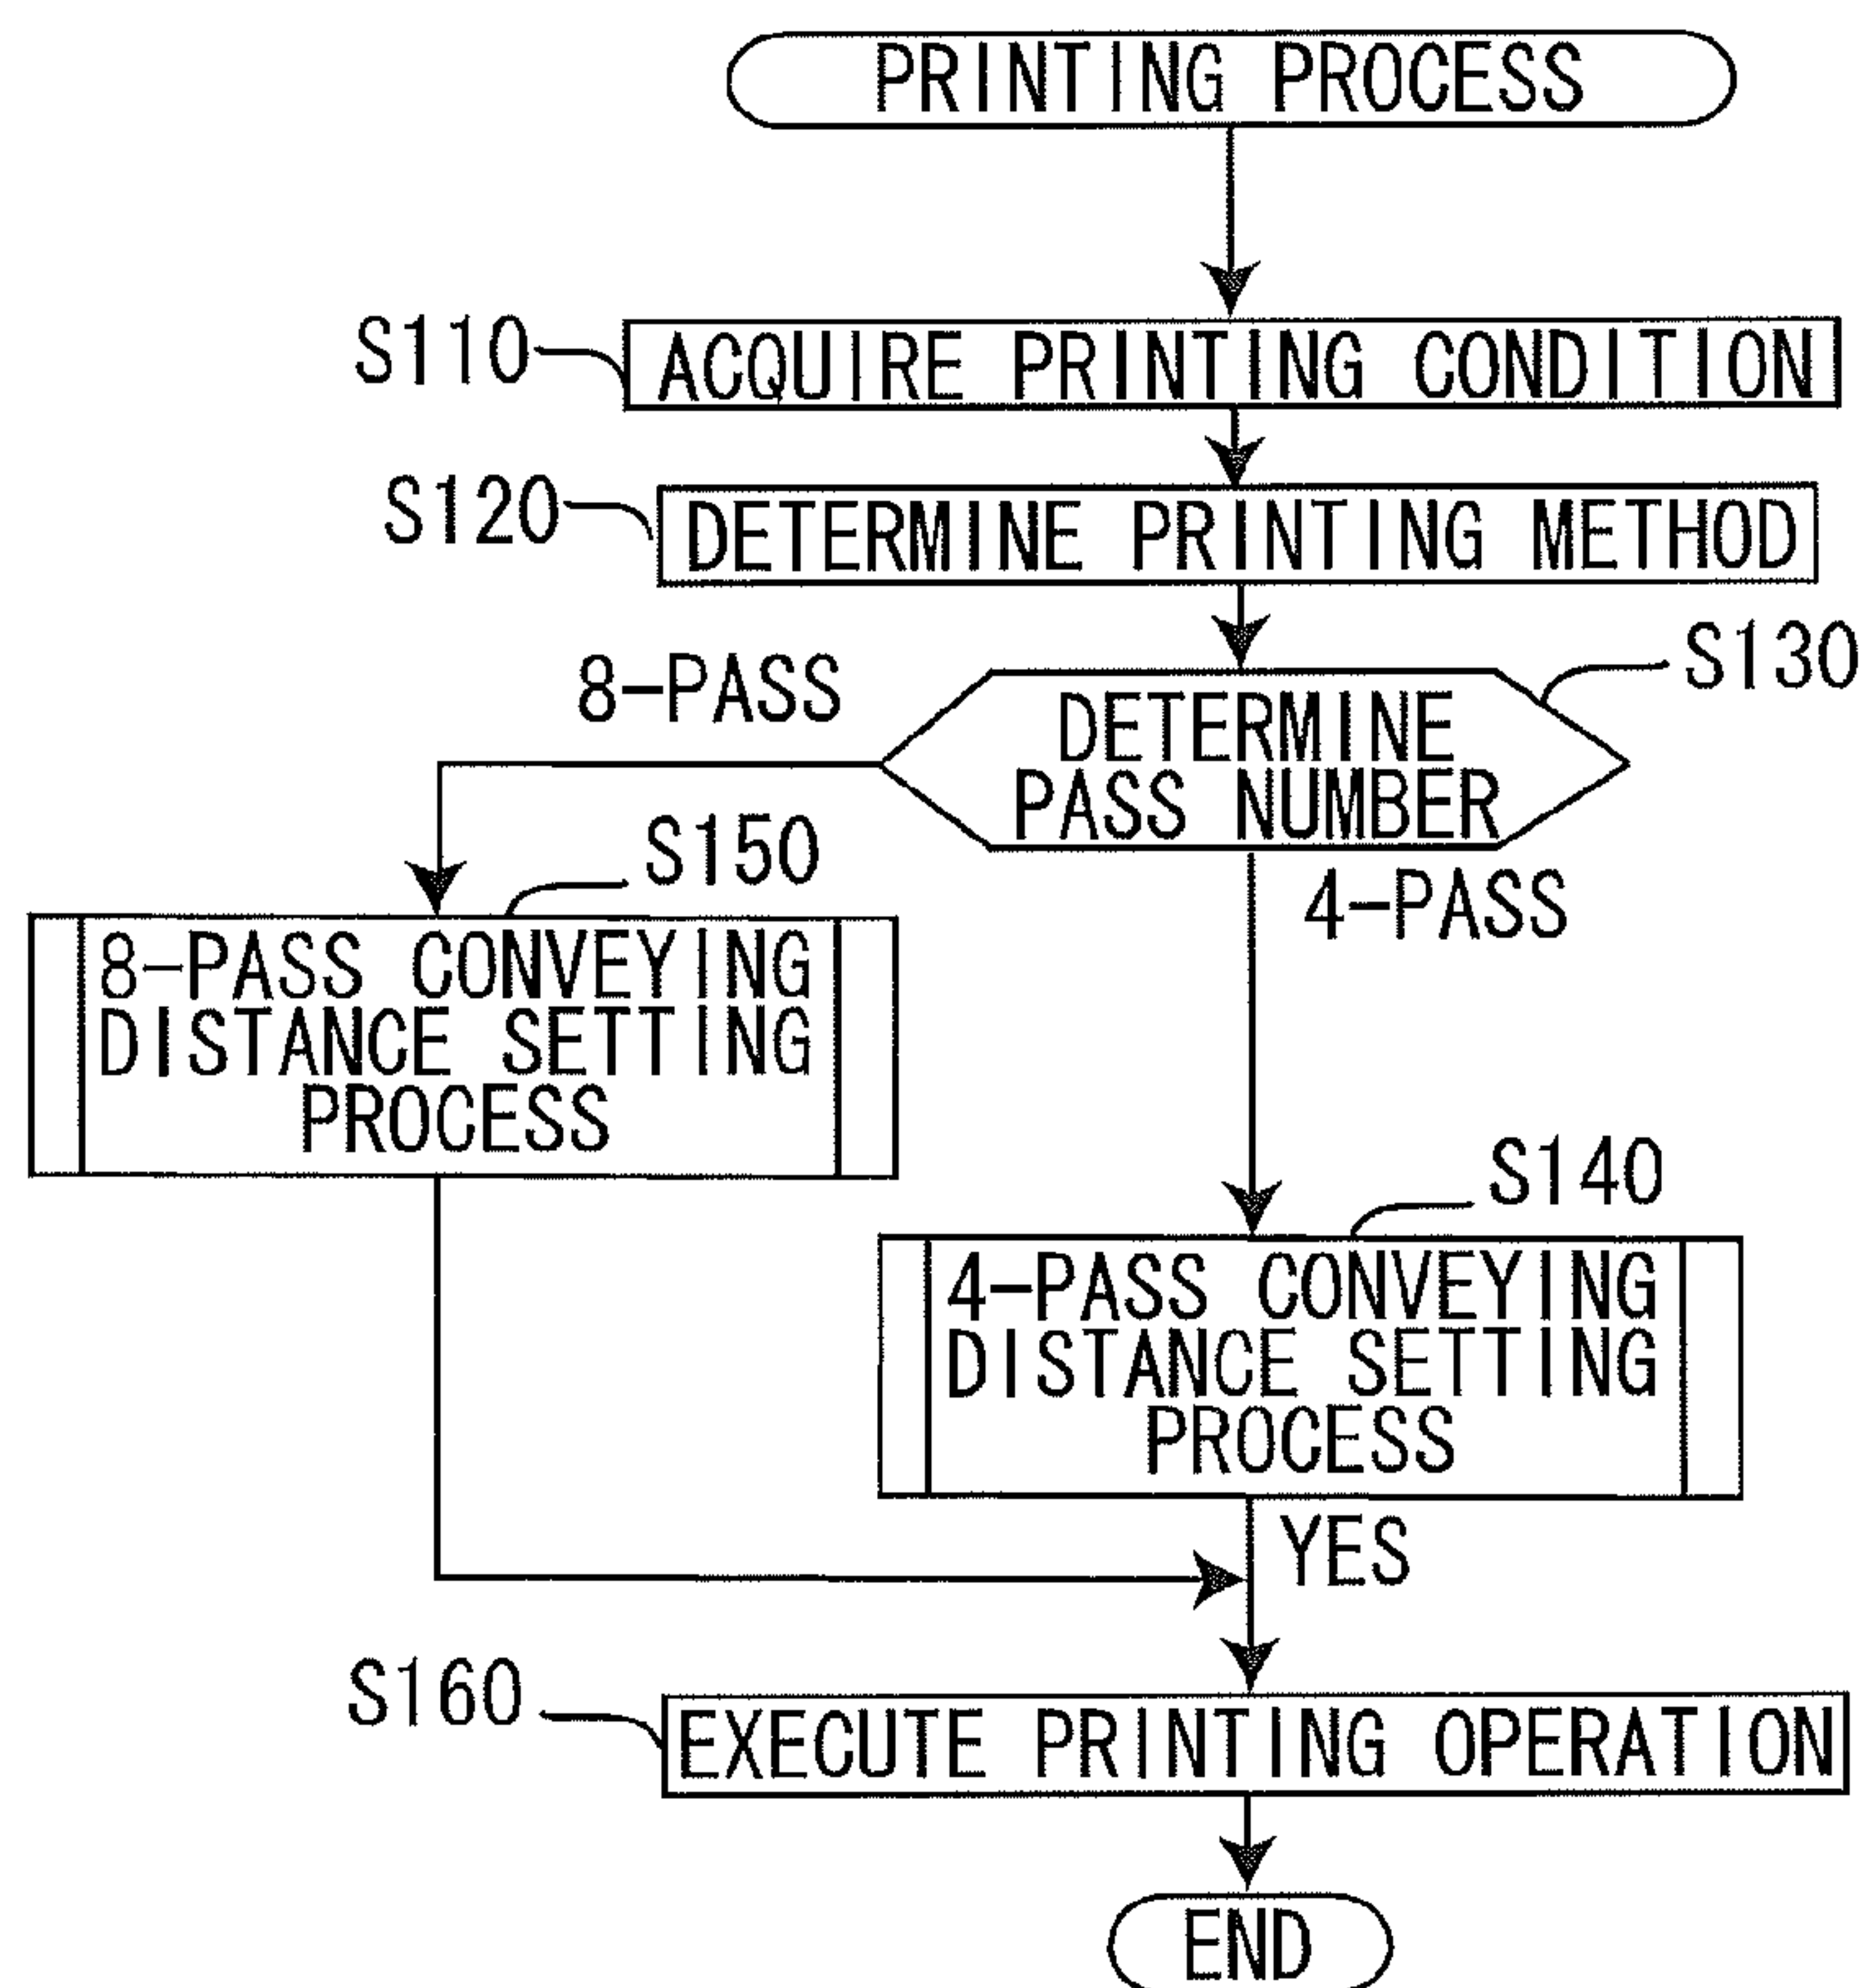 PRINTING PROCESS
S110
ACQUIRE PRINTING CONDITION
S120
DETERMINE PRINTING METHOD
S130
8-PASS
DETERMINE
PASS NUMBER
S150
4-PASS
8-PASS CONVEYING
DISTANCE SETTING
PROCESS
S140
4-PASS CONVEYING
DISTANCE SETTING
PROCESS
YES
S160
EXECUTE PRINTING OPERATION
END